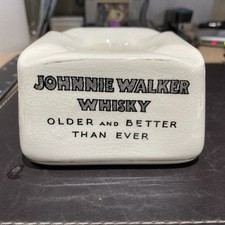 JOHNNIE WALKER
WHISKY
OLDER AND BETTER
THAN EVER